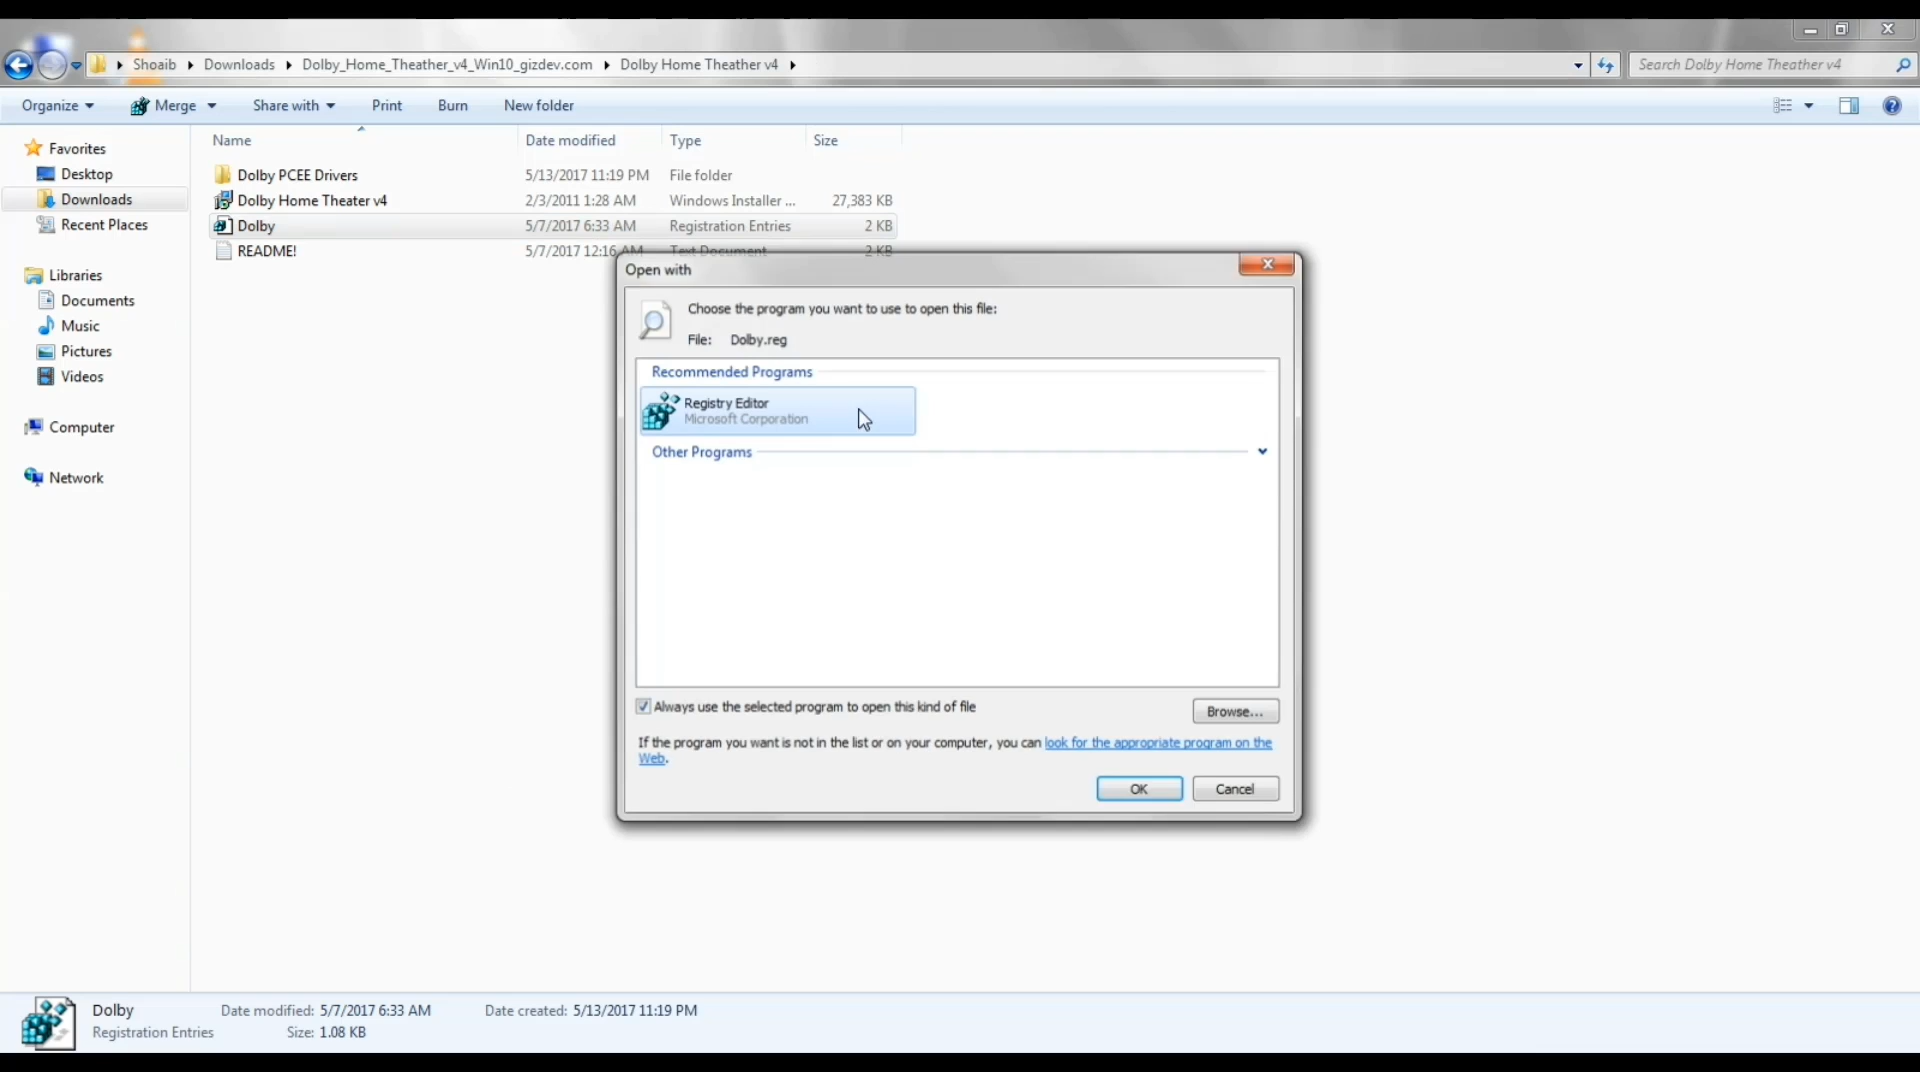 Shoaib Downloads Dolby_Home_Theather_v4_Win10_gizdev.com Dolby Home Theather v4 Search Dolby Home Theather v4
Organize Merge Share with Print Burn New folder
Name Date modified Type Size
Favorites
Desktop
Downloads
Recent Places
Libraries
Documents
Music
Pictures
Videos
Computer
Network
Dolby PCEE Drivers 5/13/2017 11:19 PM File folder
Dolby Home Theater v4 2/3/2011 1:28 AM Windows Installer ... 27,383 KB
Dolby 5/7/2017 6:33 AM Registration Entries 2 KB
README! 5/7/2017 12:16 AM Text Document 2 KB
Open with
Choose the program you want to use to open this file:
File: Dolby.reg
Recommended Programs
Registry Editor
Microsoft Corporation
Other Programs
Always use the selected program to open this kind of file
Browse...
If the program you want is not in the list or on your computer, you can look for the appropriate program on the
Web.
OK Cancel
Dolby Date modified: 5/7/2017 6:33 AM Date created: 5/13/2017 11:19 PM
Registration Entries Size: 1.08 KB